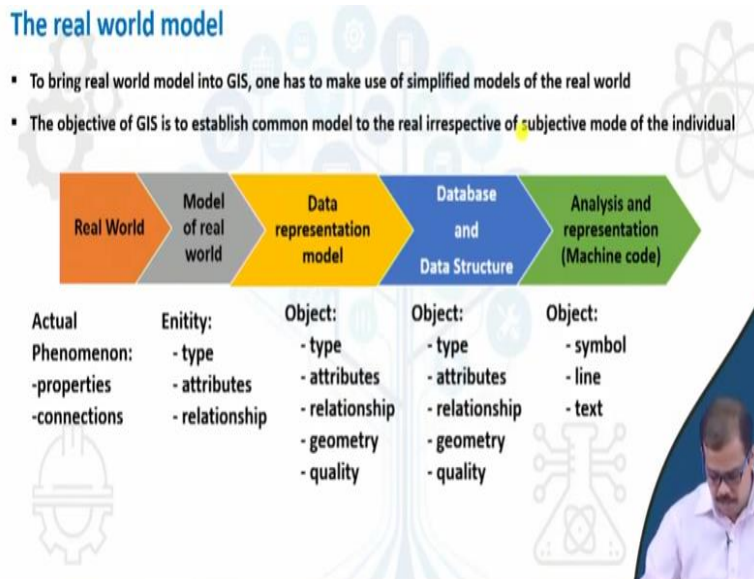 The real world model
▪ To bring real world model into GIS, one has to make use of simplified models of the real world
▪ The objective of GIS is to establish common model to the real irrespective of subjective mode of the individual
Real World
Model
of real
world
Data
representation
model
Database
and
Data Structure
Analysis and
representation
(Machine code)
Actual
Phenomenon:
-properties
-connections
Enitity:
- type
- attributes
- relationship
Object:
- type
- attributes
- relationship
- geometry
- quality
Object:
- type
- attributes
- relationship
- geometry
- quality
Object:
- symbol
- line
- text